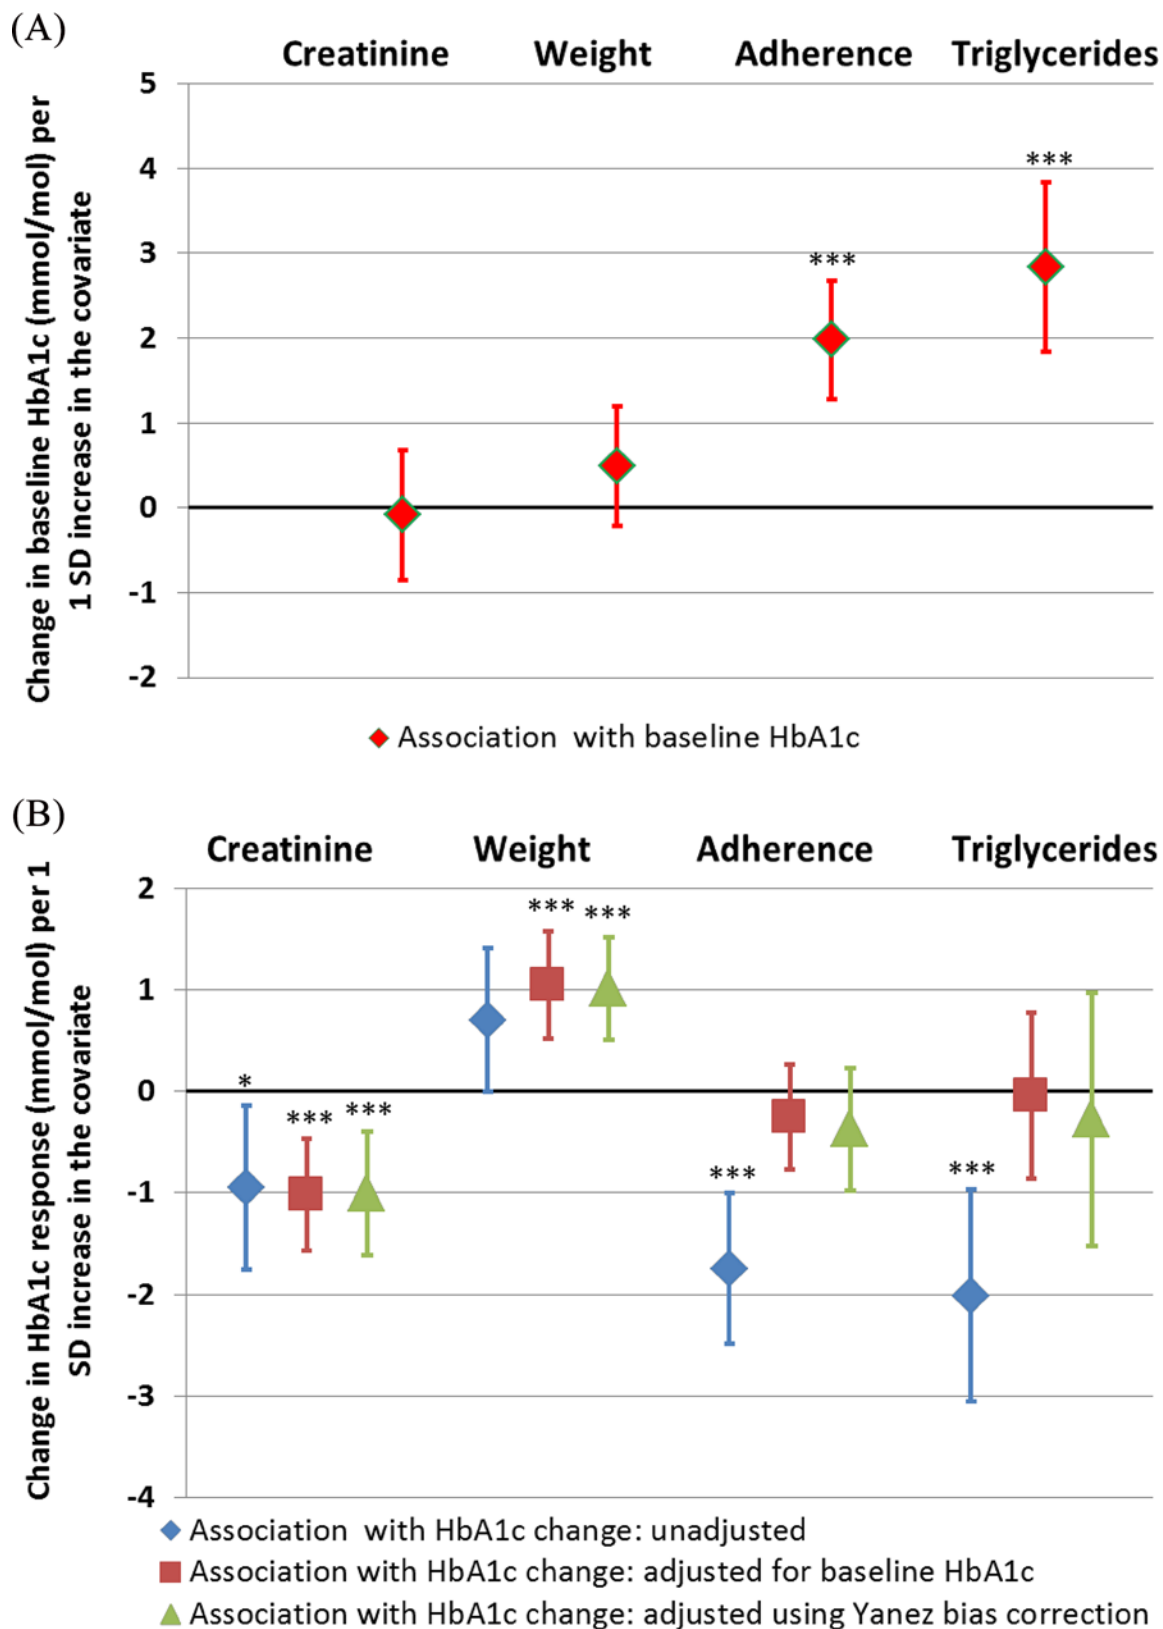 (A)
Creatinine Weight Adherence Triglycerides
Change in baseline HbA1c (mmol/mol) per
1 SD increase in the covariate
5
4
3
2
1
0
-1
-2
***
***
Association with baseline HbA1c
(B)
Creatinine Weight Adherence Triglycerides
Change in HbA1c response (mmol/mol) per 1
SD increase in the covariate
2
1
0
-1
-2
-3
-4
*** ***
* *** ***
*** ***
Association with HbA1c change: unadjusted
Association with HbA1c change: adjusted for baseline HbA1c
Association with HbA1c change: adjusted using Yanez bias correction